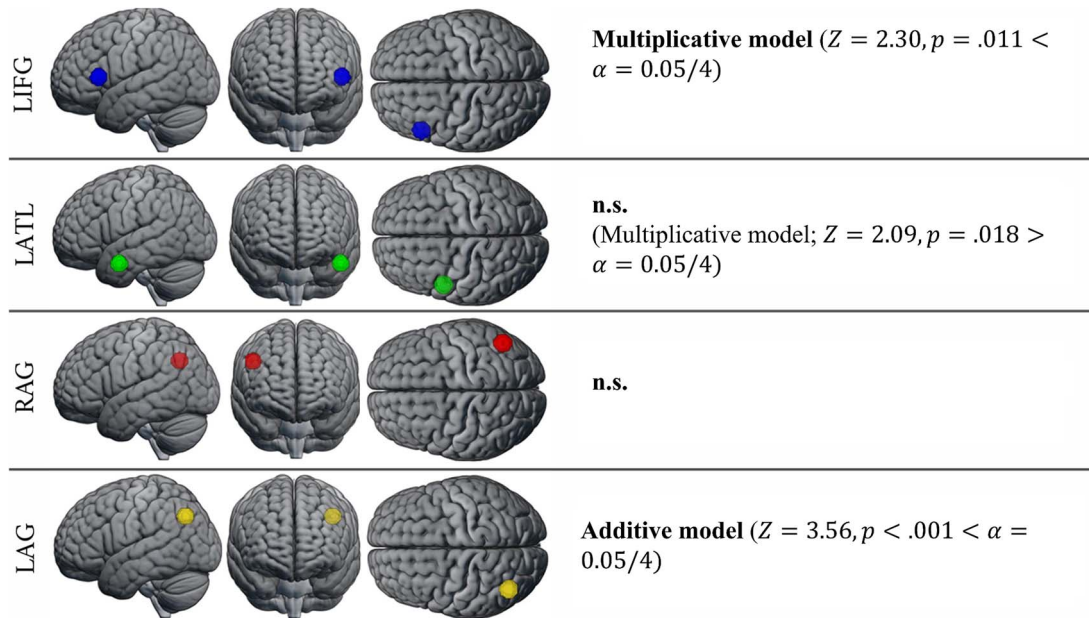 LIFG
Multiplicative model (Z = 2.30, p = .011 <
α = 0.05/4)
LATL
n.s.
(Multiplicative model; Z = 2.09, p = .018 >
α = 0.05/4)
RAG
n.s.
LAG
Additive model (Z = 3.56, p < .001 < α =
0.05/4)